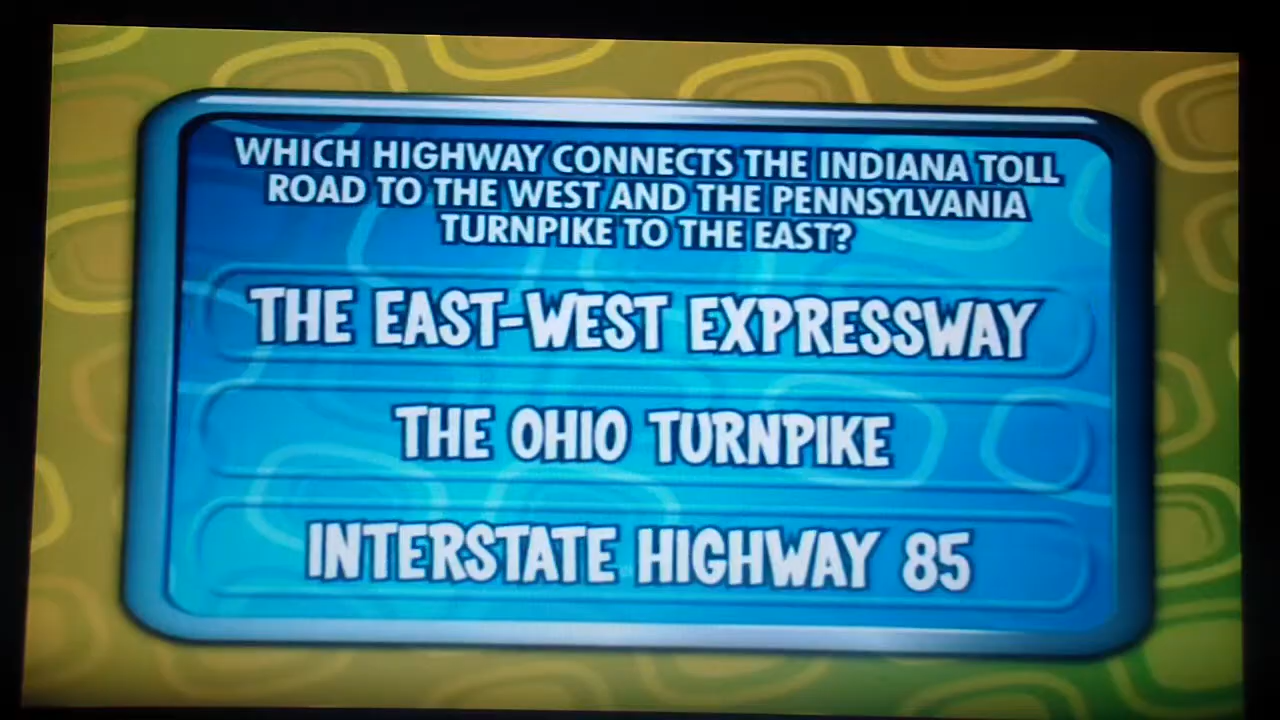 WHICH HIGHWAY CONNECTS THE INDIANA TOLL
ROAD TO THE WEST AND THE PENNSYLVANIA
TURNPIKE TO THE EAST?
THE EAST-WEST EXPRESSWAY
THE OHIO TURNPIKE
INTERSTATE HIGHWAY 85